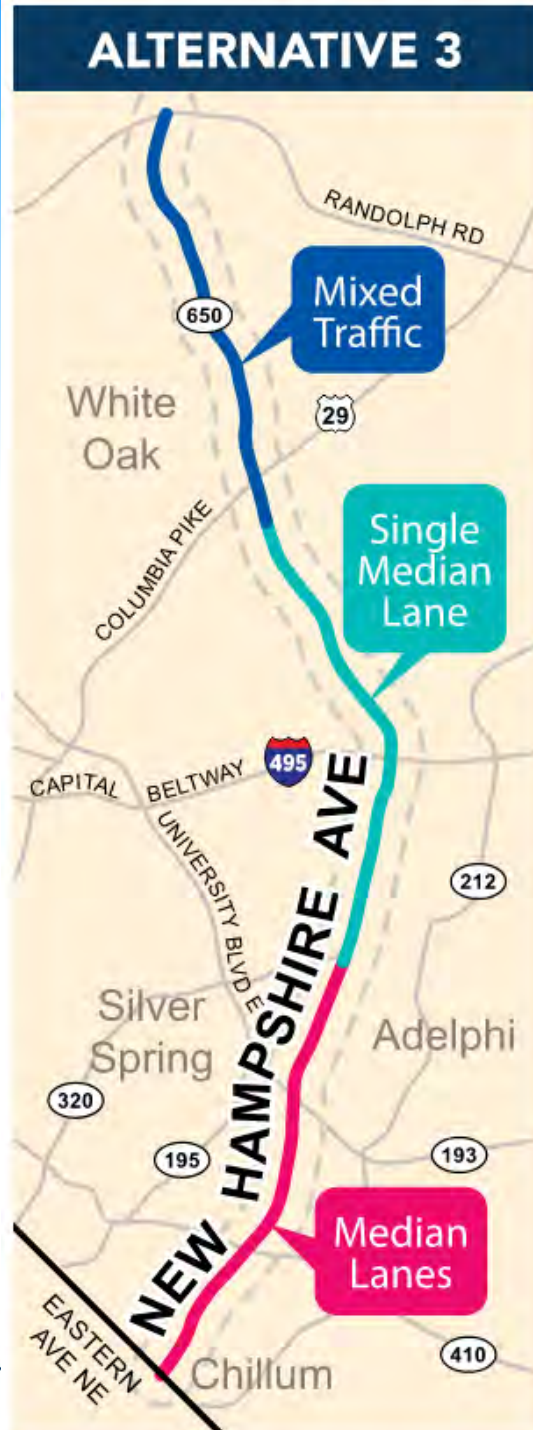 ALTERNATIVE 3
RANDOLPH RD
Mixed
Traffic
650
White
Oak
29
COLUMBIA PIKE
Single
Median
Lane
495
CAPITAL BELTWAY
UNIVERSITY BLVD E
212
NEW HAMPSHIRE AVE
Silver
Spring
Adelphi
320
195
193
Median
Lanes
EASTERN
AVE NE
Chillum
410